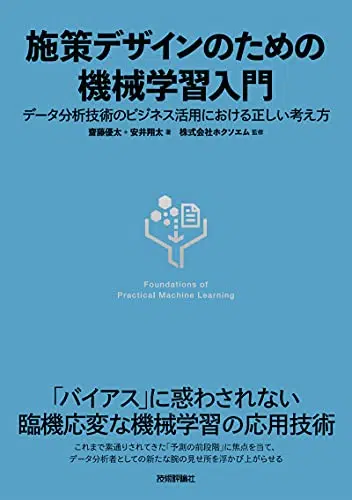 施策デザインのための
機械学習入門
データ分析技術のビジネス活用における正しい考え方
齋藤優太・安井翔太 著 株式会社ホクソエム 監修
Foundations of
Practical Machine Learning
「バイアス」に惑わされない
臨機応変な機械学習の応用技術
これまで素通りされてきた「予測の前段階」に焦点を当て、
データ分析者としての新たな腕の見せ所を浮かび上がらせる
技術評論社